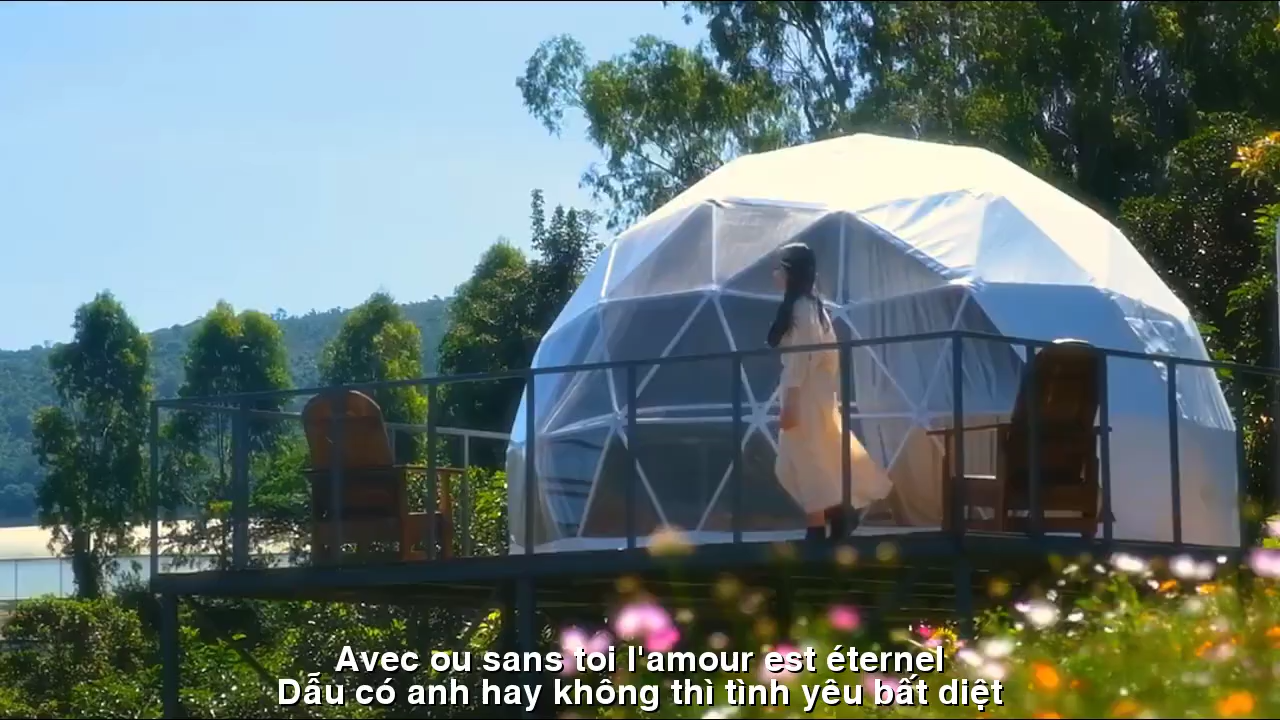 Avec ou sans toi l'amour est éternel
Dẫu có anh hay không thì tình yêu bất diệt